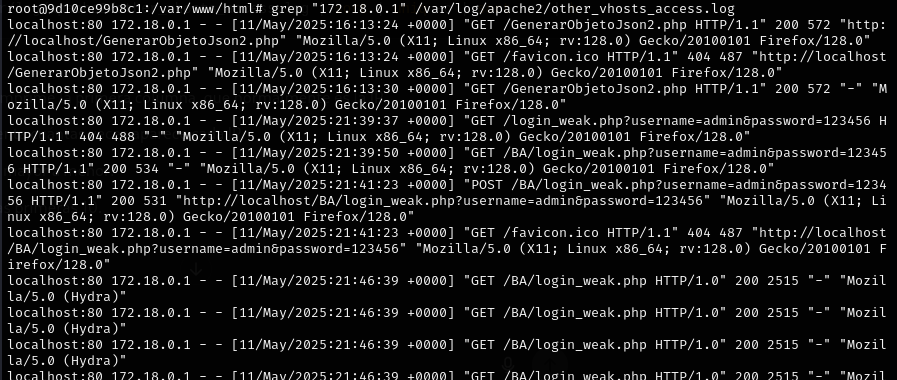 root@9d10ce99b8c1:/var/www/html# grep "172.18.0.1" /var/log/apache2/other_vhosts_access.log
localhost:80 172.18.0.1 - - [11/May/2025:16:13:24 +0000] "GET /GenerarObjetoJson2.php HTTP/1.1" 200 572 "http:
//localhost/GenerarObjetoJson2.php" "Mozilla/5.0 (X11; Linux x86_64; rv:128.0) Gecko/20100101 Firefox/128.0"
localhost:80 172.18.0.1 - - [11/May/2025:16:13:24 +0000] "GET /favicon.ico HTTP/1.1" 404 487 "http://localhost
/GenerarObjetoJson2.php" "Mozilla/5.0 (X11; Linux x86_64; rv:128.0) Gecko/20100101 Firefox/128.0"
localhost:80 172.18.0.1 - - [11/May/2025:16:13:30 +0000] "GET /GenerarObjetoJson2.php HTTP/1.1" 200 572 "-" "M
ozilla/5.0 (X11; Linux x86_64; rv:128.0) Gecko/20100101 Firefox/128.0"
localhost:80 172.18.0.1 - - [11/May/2025:21:39:37 +0000] "GET /login_weak.php?username=admin&password=123456 H
TTP/1.1" 404 488 "-" "Mozilla/5.0 (X11; Linux x86_64; rv:128.0) Gecko/20100101 Firefox/128.0"
localhost:80 172.18.0.1 - - [11/May/2025:21:39:50 +0000] "GET /BA/login_weak.php?username=admin&password=12345
6 HTTP/1.1" 200 534 "-" "Mozilla/5.0 (X11; Linux x86_64; rv:128.0) Gecko/20100101 Firefox/128.0"
localhost:80 172.18.0.1 - - [11/May/2025:21:41:23 +0000] "POST /BA/login_weak.php?username=admin&password=1234
56 HTTP/1.1" 200 531 "http://localhost/BA/login_weak.php?username=admin&password=123456" "Mozilla/5.0 (X11; Li
nux x86_64; rv:128.0) Gecko/20100101 Firefox/128.0"
localhost:80 172.18.0.1 - - [11/May/2025:21:41:23 +0000] "GET /favicon.ico HTTP/1.1" 404 487 "http://localhost
/BA/login_weak.php?username=admin&password=123456" "Mozilla/5.0 (X11; Linux x86_64; rv:128.0) Gecko/20100101 F
irefox/128.0"
localhost:80 172.18.0.1 - - [11/May/2025:21:46:39 +0000] "GET /BA/login_weak.php HTTP/1.0" 200 2515 "-" "Mozil
la/5.0 (Hydra)"
localhost:80 172.18.0.1 - - [11/May/2025:21:46:39 +0000] "GET /BA/login_weak.php HTTP/1.0" 200 2515 "-" "Mozil
la/5.0 (Hydra)"
localhost:80 172.18.0.1 - - [11/May/2025:21:46:39 +0000] "GET /BA/login_weak.php HTTP/1.0" 200 2515 "-" "Mozil
la/5.0 (Hydra)"
localhost:80 172.18.0.1 - - [11/May/2025:21:46:39 +0000] "GET /BA/login_weak.php HTTP/1.0" 200 2515 "-" "Mozil